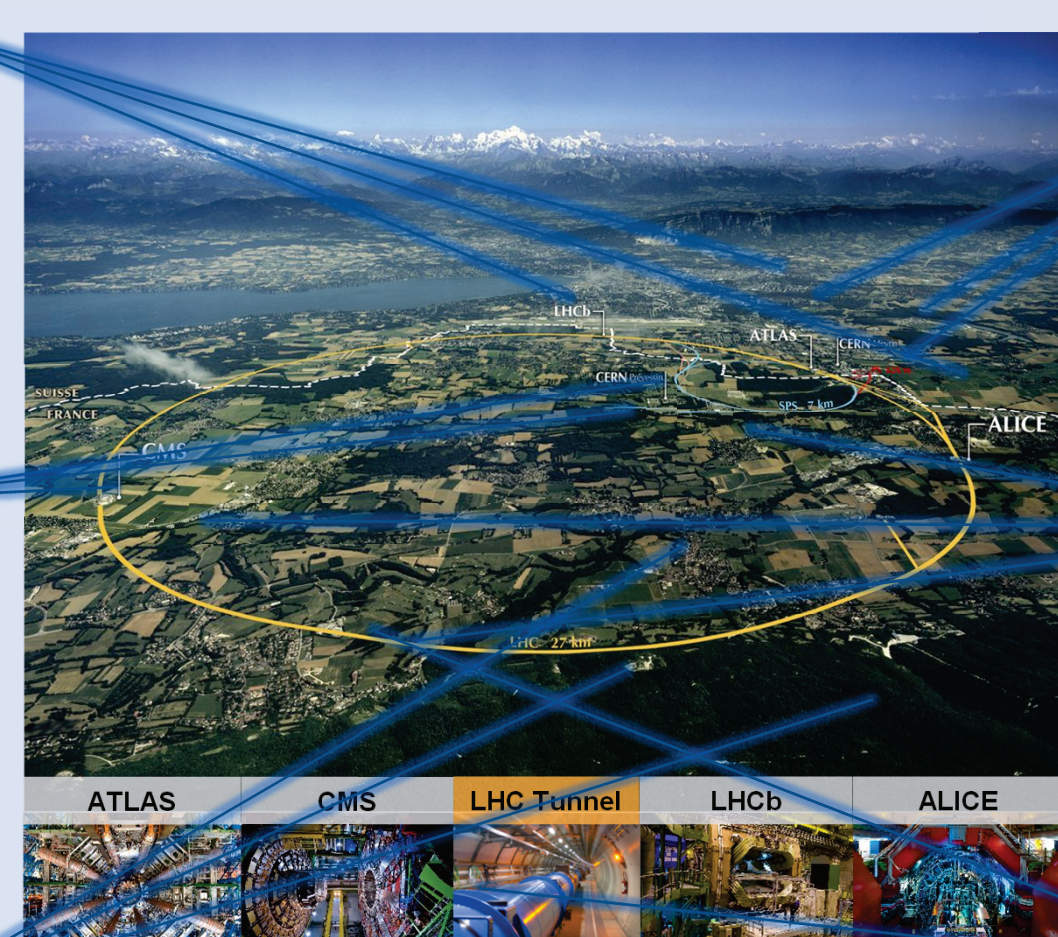 LHCb
ATLAS
CERN
CERN Prévessin
SUISSE
FRANCE
SPS 7 km
ALICE
CMS
LHC 27 km
ATLAS
CMS
LHC Tunnel
LHCb
ALICE